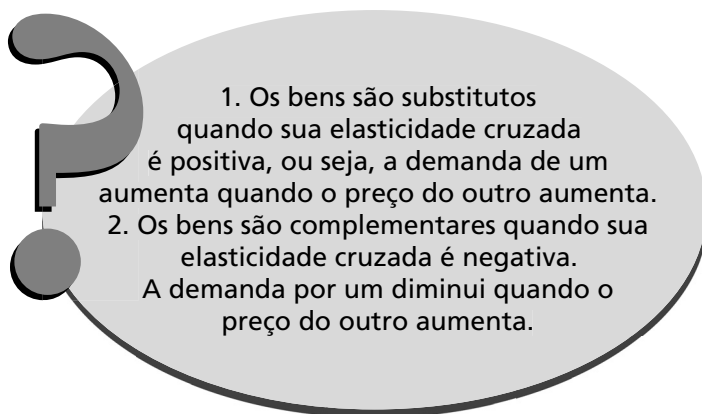 1. Os bens são substitutos
quando sua elasticidade cruzada
é positiva, ou seja, a demanda de um
aumenta quando o preço do outro aumenta.
2. Os bens são complementares quando sua
elasticidade cruzada é negativa.
A demanda por um diminui quando o
preço do outro aumenta.